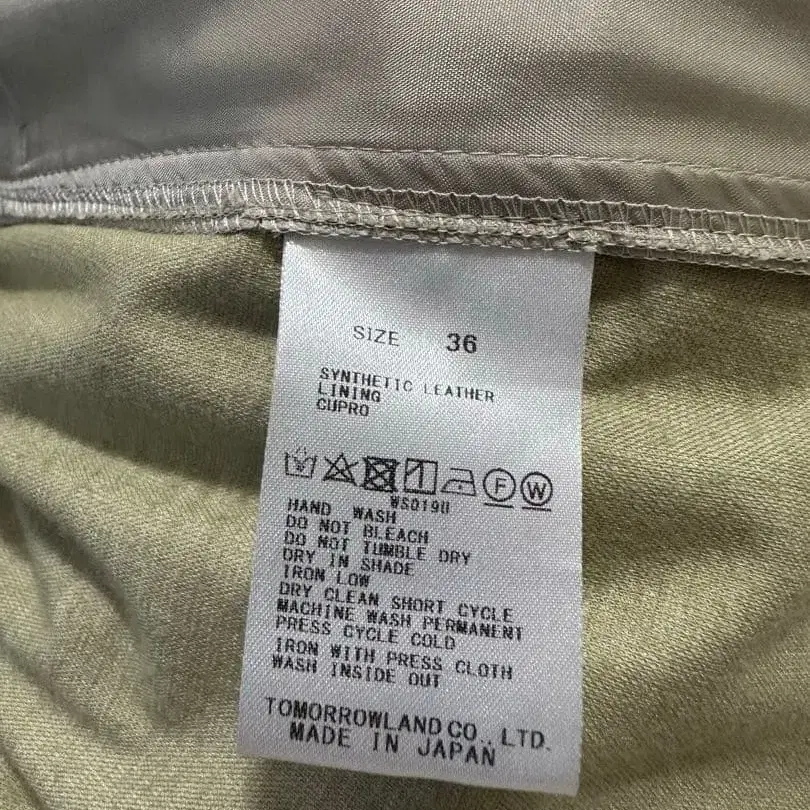 SIZE 36
SYNTHETIC LEATHER
LINING
CUPRO
F W
WS019U
HAND WASH
DO NOT BLEACH
DO NOT TUMBLE DRY
DRY IN SHADE
IRON LOW
DRY CLEAN SHORT CYCLE
MACHINE WASH PERMANENT
PRESS CYCLE COLD
IRON WITH PRESS CLOTH
WASH INSIDE OUT
TOMORROWLAND CO., LTD.
MADE IN JAPAN